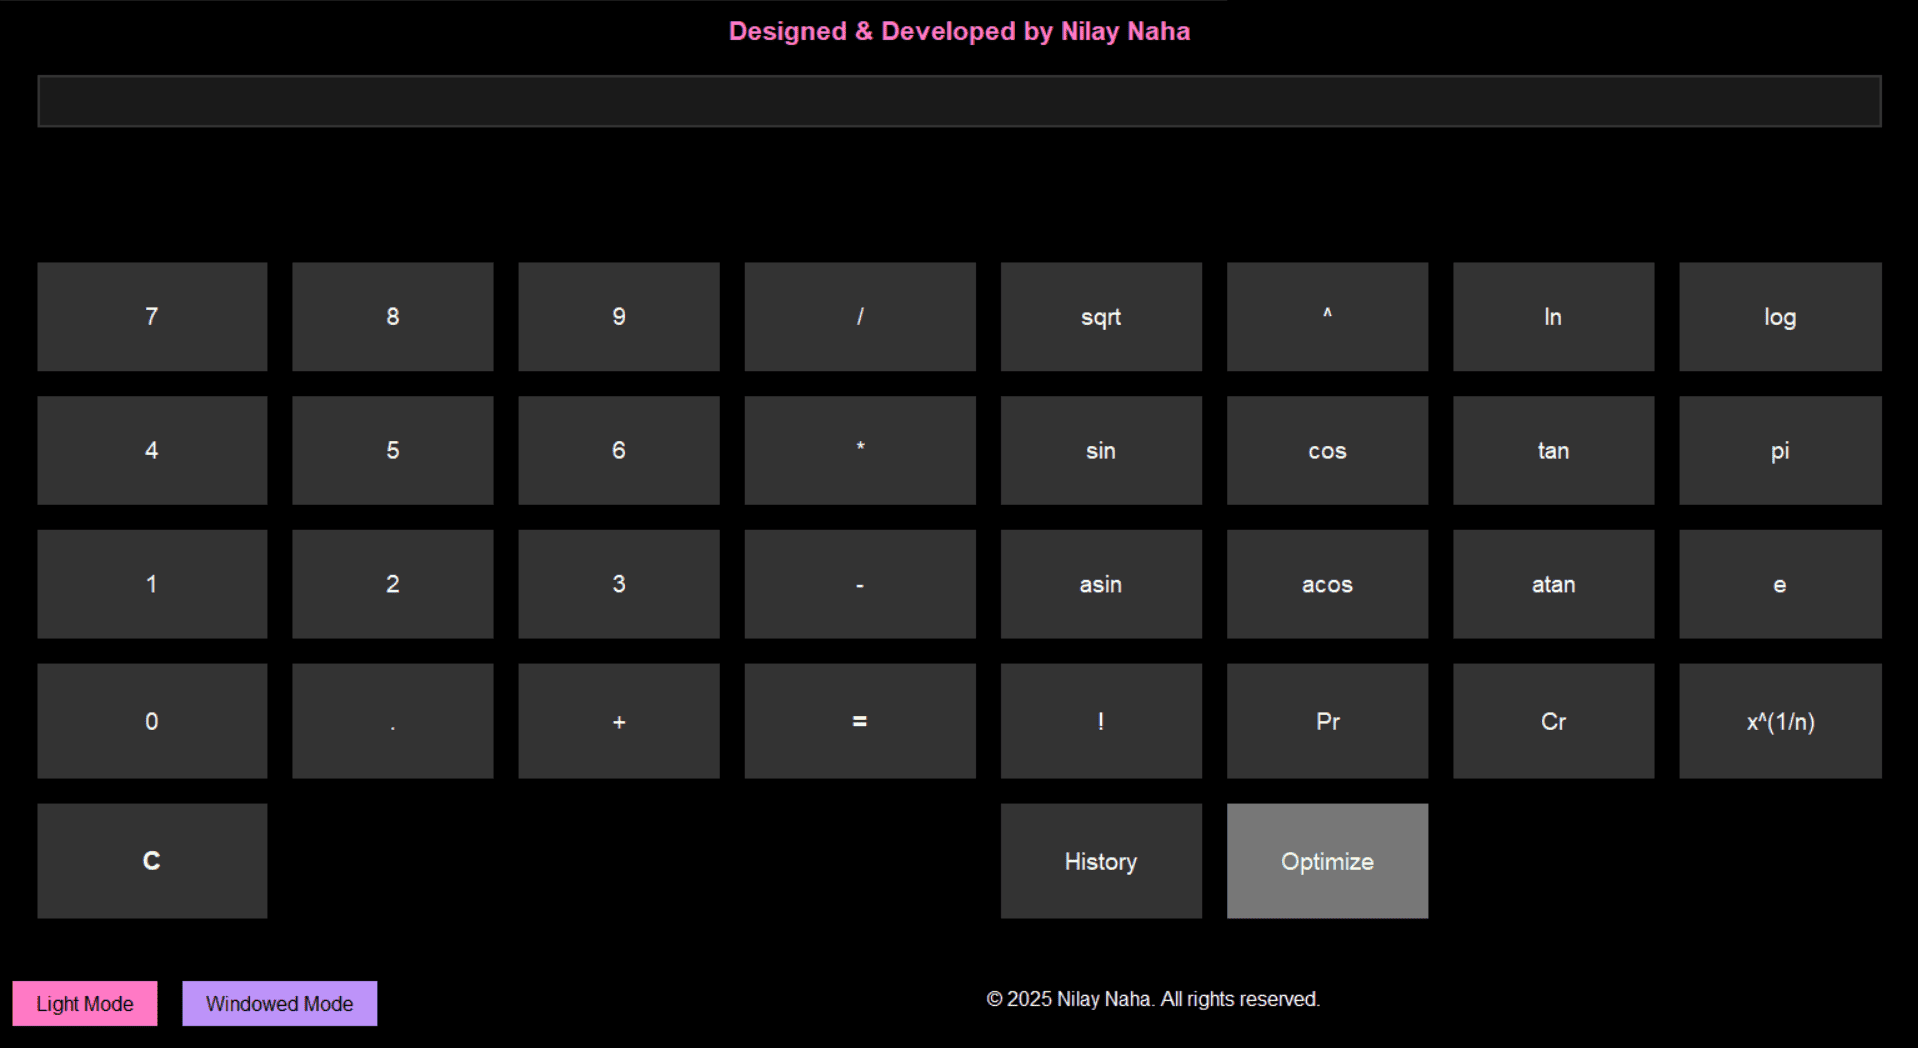 Designed & Developed by Nilay Naha
7 8 9 / sqrt ^ ln log
4 5 6 * sin cos tan pi
1 2 3 - asin acos atan e
0 . + = ! Pr Cr x^(1/n)
C History Optimize
Light Mode Windowed Mode © 2025 Nilay Naha. All rights reserved.